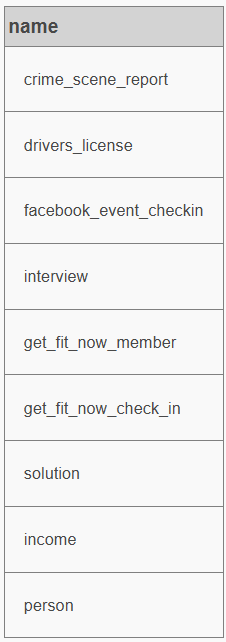 name
crime_scene_report
drivers_license
facebook_event_checkin
interview
get_fit_now_member
get_fit_now_check_in
solution
income
person